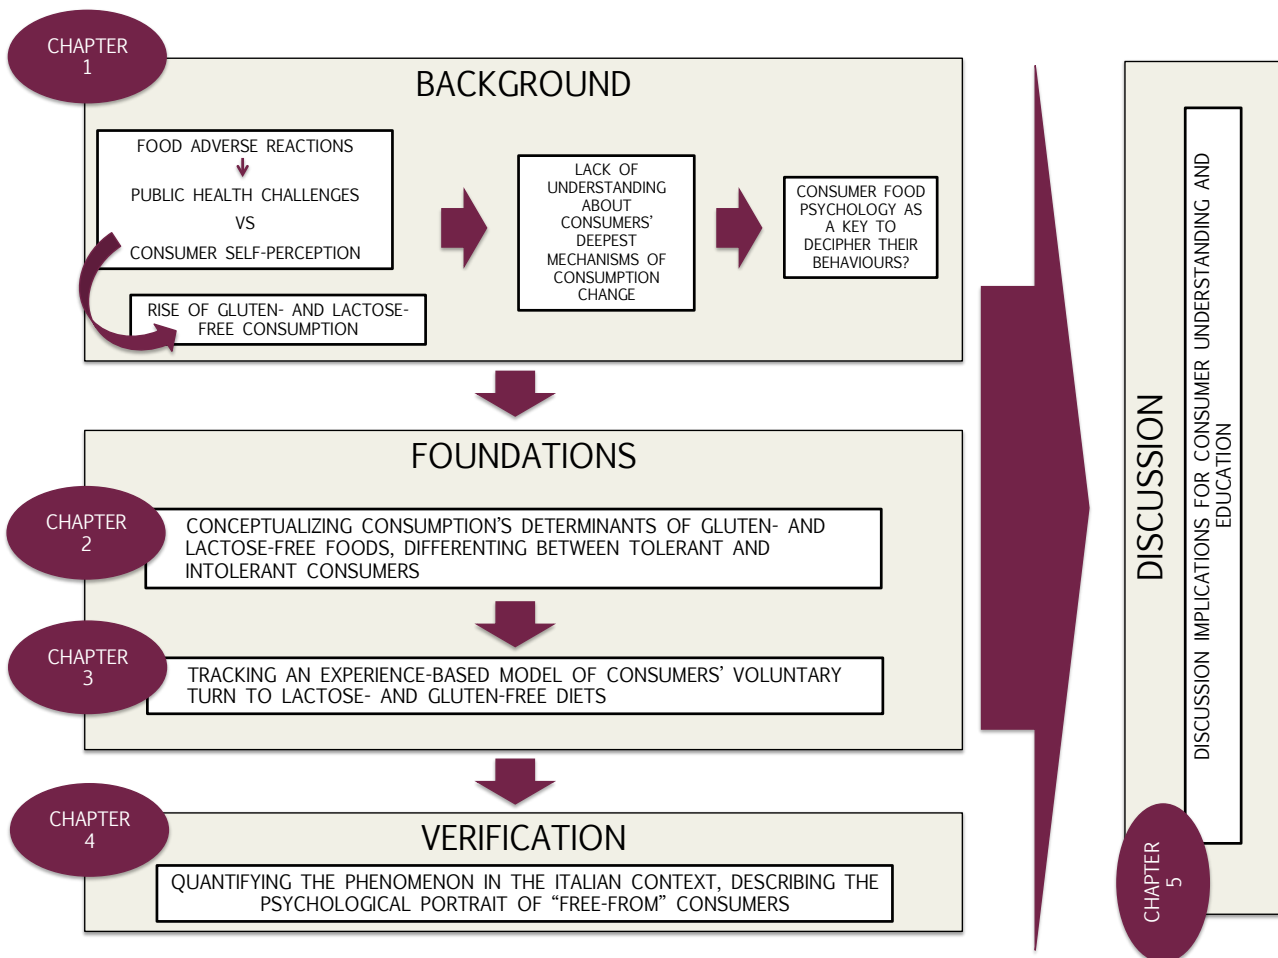 CHAPTER
1
BACKGROUND
FOOD ADVERSE REACTIONS
PUBLIC HEALTH CHALLENGES
VS
CONSUMER SELF-PERCEPTION
RISE OF GLUTEN- AND LACTOSE-
FREE CONSUMPTION
LACK OF
UNDERSTANDING
ABOUT
CONSUMERS’
DEEPEST
MECHANISMS OF
CONSUMPTION
CHANGE
CONSUMER FOOD
PSYCHOLOGY AS
A KEY TO
DECIPHER THEIR
BEHAVIOURS?
FOUNDATIONS
CHAPTER
2
CONCEPTUALIZING CONSUMPTION’S DETERMINANTS OF GLUTEN- AND
LACTOSE-FREE FOODS, DIFFERENTING BETWEEN TOLERANT AND
INTOLERANT CONSUMERS
CHAPTER
3
TRACKING AN EXPERIENCE-BASED MODEL OF CONSUMERS’ VOLUNTARY
TURN TO LACTOSE- AND GLUTEN-FREE DIETS
CHAPTER
4
VERIFICATION
QUANTIFYING THE PHENOMENON IN THE ITALIAN CONTEXT, DESCRIBING THE
PSYCHOLOGICAL PORTRAIT OF “FREE-FROM” CONSUMERS
DISCUSSION
DISCUSSION IMPLICATIONS FOR CONSUMER UNDERSTANDING AND
EDUCATION
CHAPTER
5